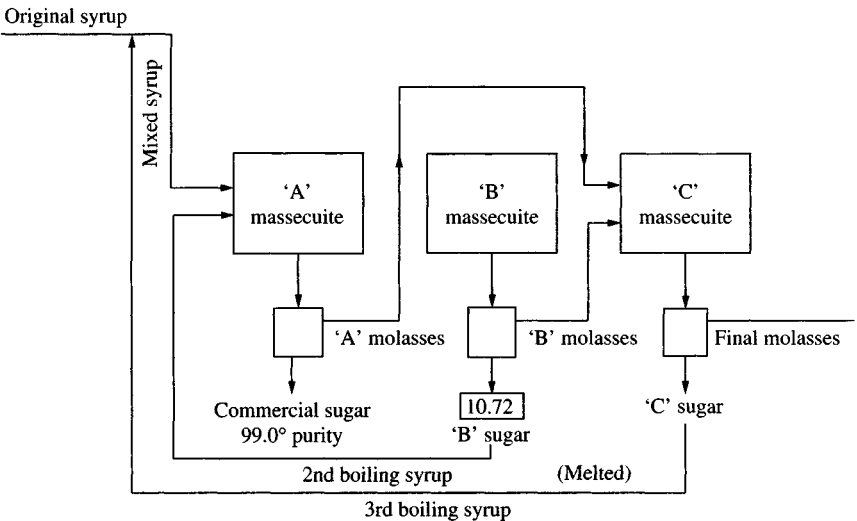 Original syrup
Mixed syrup
‘A’
massecuite
‘B’
massecuite
‘C’
massecuite
‘A’ molasses
‘B’ molasses
Final molasses
Commercial sugar
99.0° purity
10.72
‘B’ sugar
‘C’ sugar
2nd boiling syrup
(Melted)
3rd boiling syrup